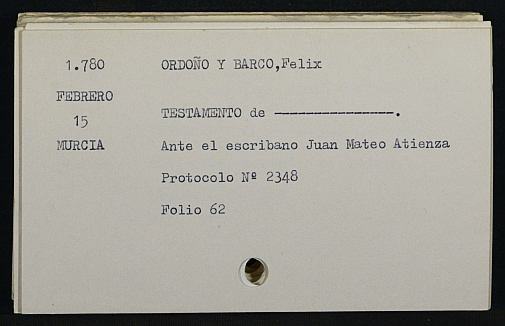 1.780 ORDOÑO Y BARCO,Felix
FEBRERO
TESTAMENTO de ---------------.
15
MURCIA Ante el escribano Juan Mateo Atienza
Protocolo Nº 2348
Folio 62